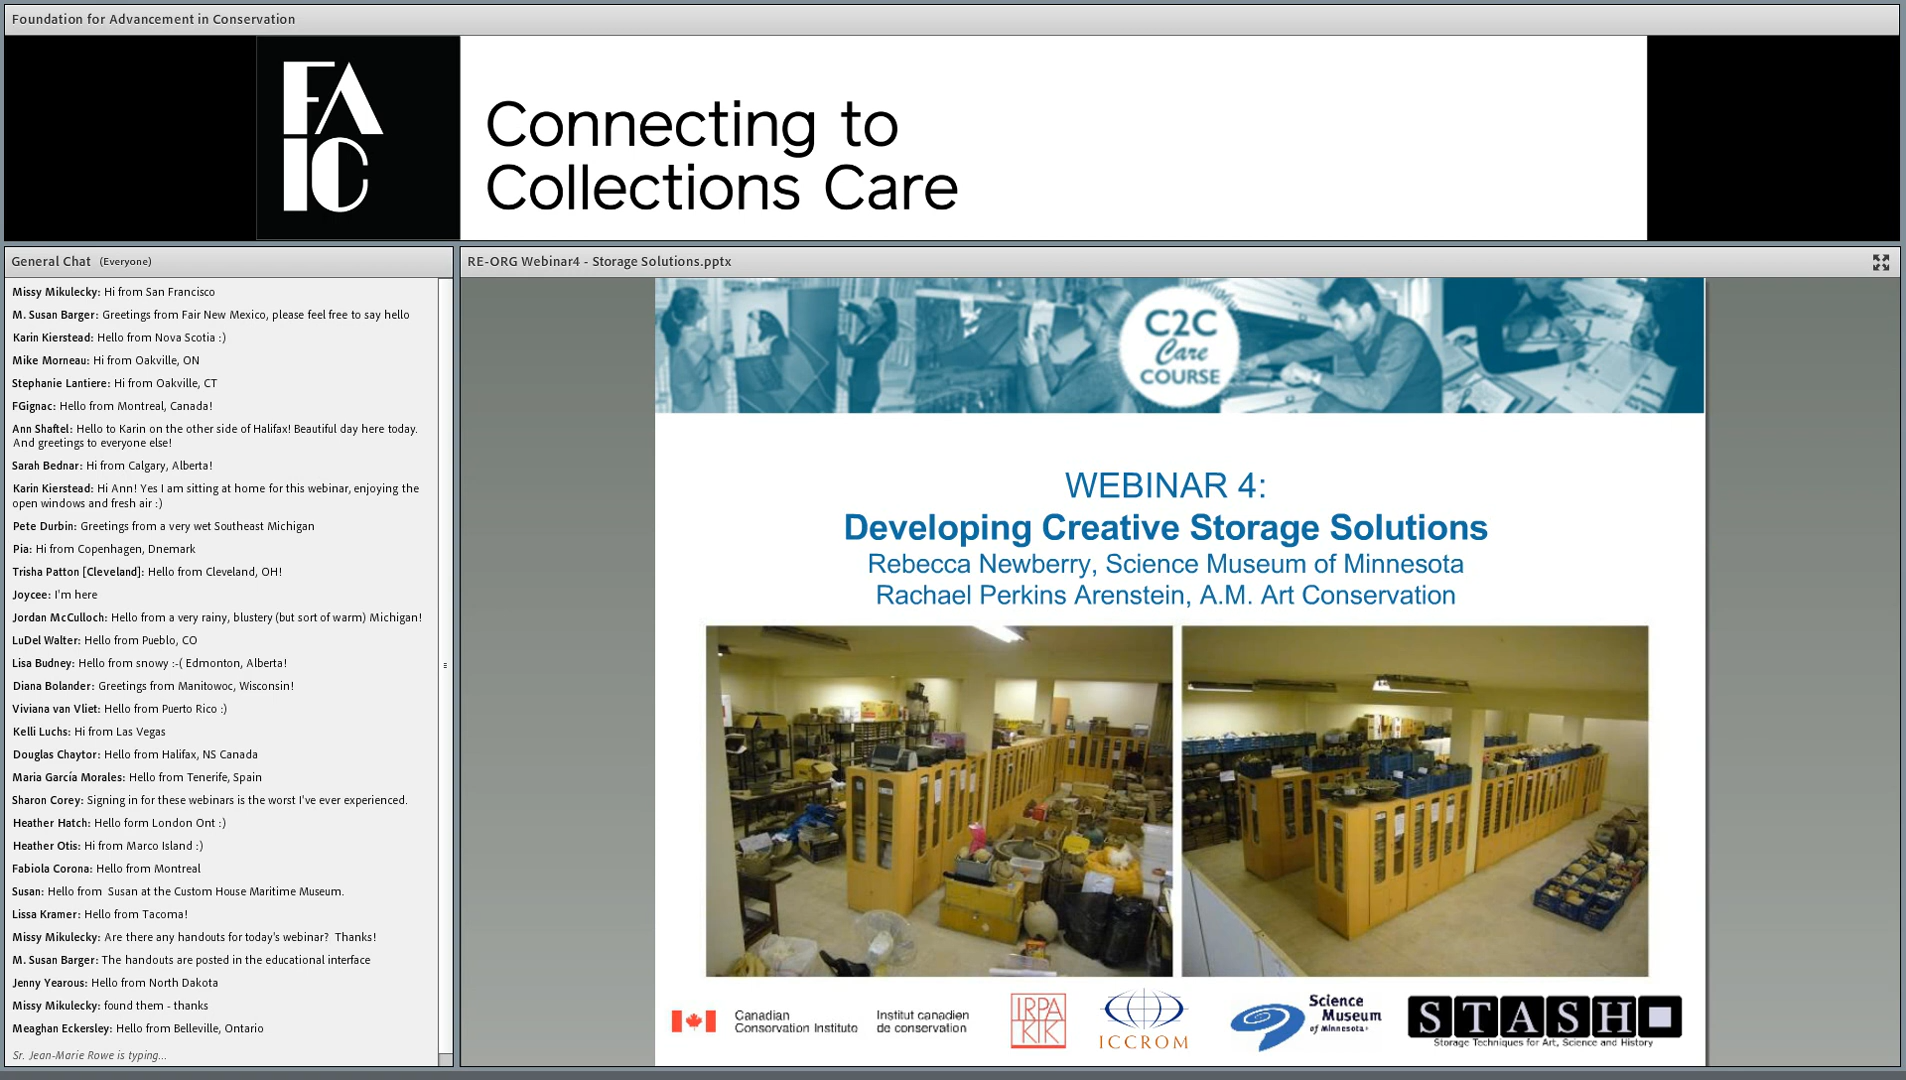 Foundation for Advancement in Conservation
FA
IC
Connecting to
Collections Care
General Chat (Everyone)
Missy Mikulecky: Hi from San Francisco
M. Susan Barger: Greetings from Fair New Mexico, please feel free to say hello
Karin Kierstead: Hello from Nova Scotia :)
Mike Morneau: Hi from Oakville, ON
Stephanie Lantiere: Hi from Oakville, CT
FGignac: Hello from Montreal, Canada!
Ann Shaftel: Hello to Karin on the other side of Halifax! Beautiful day here today.
And greetings to everyone else!
Sarah Bednar: Hi from Calgary, Alberta!
Karin Kierstead: Hi Ann! Yes I am sitting at home for this webinar, enjoying the
open windows and fresh air :)
Pete Durbin: Greetings from a very wet Southeast Michigan
Pia: Hi from Copenhagen, Dnemark
Trisha Patton [Cleveland]: Hello from Cleveland, OH!
Joycee: I'm here
Jordan McCulloch: Hello from a very rainy, blustery (but sort of warm) Michigan!
LuDel Walter: Hello from Pueblo, CO
Lisa Budney: Hello from snowy :-( Edmonton, Alberta!
Diana Bolander: Greetings from Manitowoc, Wisconsin!
Viviana van Vliet: Hello from Puerto Rico :)
Kelli Luchs: Hi from Las Vegas
Douglas Chaytor: Hello from Halifax, NS Canada
Maria García Morales: Hello from Tenerife, Spain
Sharon Corey: Signing in for these webinars is the worst I've ever experienced.
Heather Hatch: Hello form London Ont :)
Heather Otis: Hi from Marco Island :)
Fabiola Corona: Hello from Montreal
Susan: Hello from Susan at the Custom House Maritime Museum.
Lissa Kramer: Hello from Tacoma!
Missy Mikulecky: Are there any handouts for today's webinar? Thanks!
M. Susan Barger: The handouts are posted in the educational interface
Jenny Yearous: Hello from North Dakota
Missy Mikulecky: found them - thanks
Meaghan Eckersley: Hello from Belleville, Ontario
Sr. Jean-Marie Rowe is typing...
RE-ORG Webinar4 - Storage Solutions.pptx
C2C
Care
COURSE
WEBINAR 4:
Developing Creative Storage Solutions
Rebecca Newberry, Science Museum of Minnesota
Rachael Perkins Arenstein, A.M. Art Conservation
Canadian
Conservation Institute
Institut canadien
de conservation
IRPA
KIK
ICCROM
Science
Museum
of Minnesota
STASH
Storage Techniques for Art, Science and History